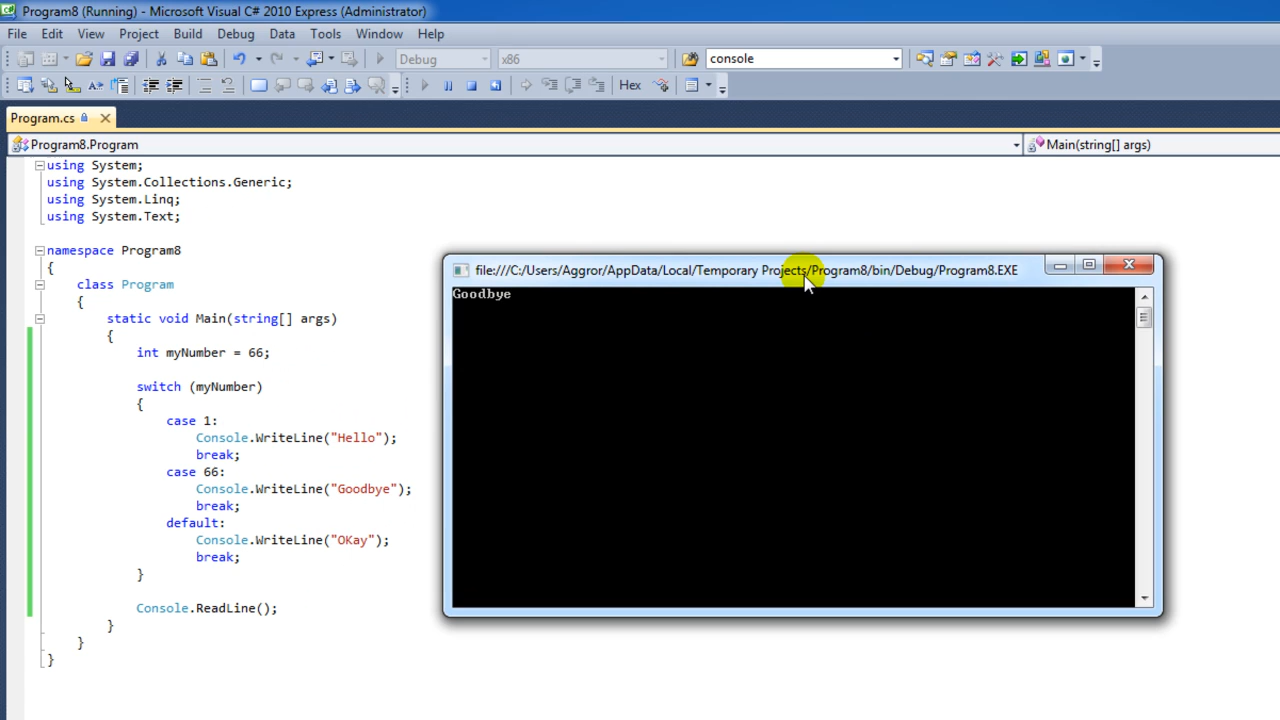 Program8 (Running) - Microsoft Visual C# 2010 Express (Administrator)
File Edit View Project Build Debug Data Tools Window Help
Debug x86 console
Hex
Program.cs
Program8.Program Main(string[] args)
using System;
using System.Collections.Generic;
using System.Linq;
using System.Text;
namespace Program8
{
class Program
{
static void Main(string[] args)
{
int myNumber = 66;
switch (myNumber)
{
case 1:
Console.WriteLine("Hello");
break;
case 66:
Console.WriteLine("Goodbye");
break;
default:
Console.WriteLine("OKay");
break;
}
Console.ReadLine();
}
}
}
file:///C:/Users/Aggror/AppData/Local/Temporary Projects/Program8/bin/Debug/Program8.EXE
Goodbye